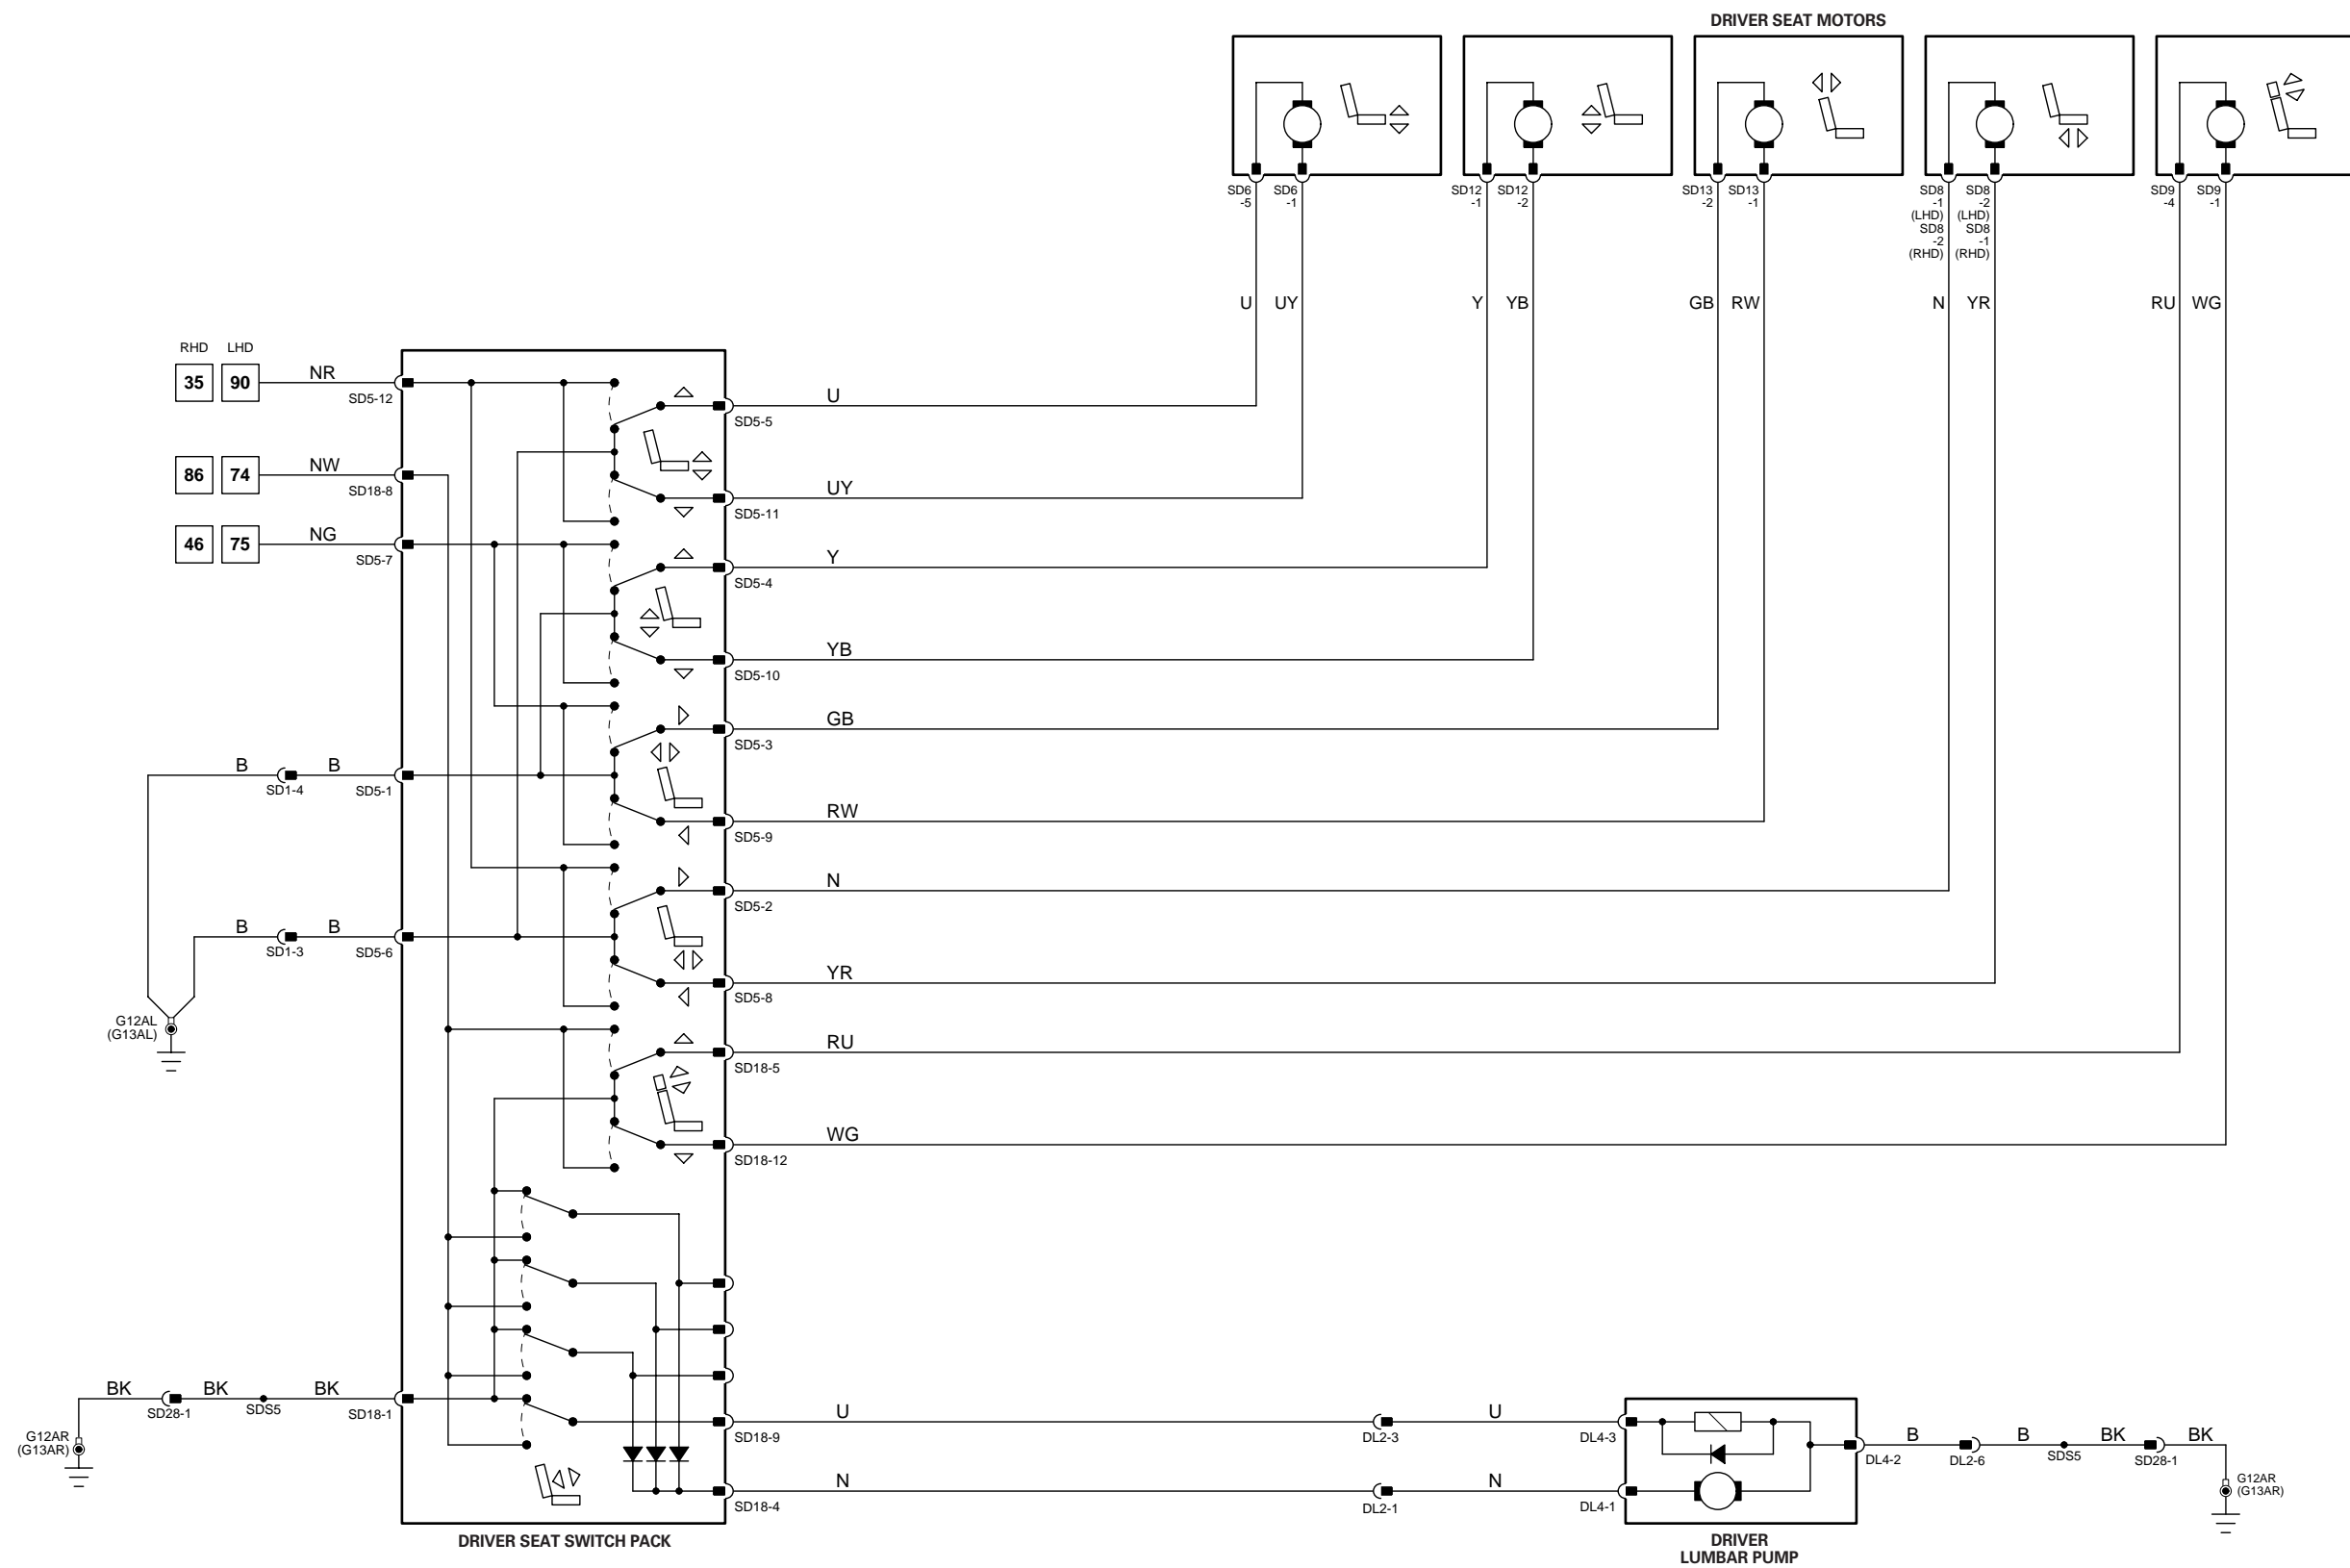 DRIVER SEAT MOTORS
SD6 -5
SD6 -1
SD12 -1
SD12 -2
SD13 -2
SD13 -1
SD8 -1 (LHD) SD8 -2 (RHD)
SD8 -2 (LHD) SD8 -1 (RHD)
SD9 -4
SD9 -1
U UY Y YB GB RW N YR RU WG
RHD LHD
35 90 NR
SD5-12
U
SD5-5
86 74 NW
SD18-8
UY
SD5-11
46 75 NG
SD5-7
Y
SD5-4
YB
SD5-10
GB
SD5-3
B B
SD1-4 SD5-1
RW
SD5-9
N
SD5-2
B B
SD1-3 SD5-6
YR
SD5-8
G12AL
(G13AL)
RU
SD18-5
WG
SD18-12
BK BK BK
SD28-1 SDS5 SD18-1
G12AR
(G13AR)
U U
SD18-9 DL2-3 DL4-3
B B BK BK
DL4-2 DL2-6 SDS5 SD28-1
N N
SD18-4 DL2-1 DL4-1
G12AR
(G13AR)
DRIVER SEAT SWITCH PACK
DRIVER
LUMBAR PUMP